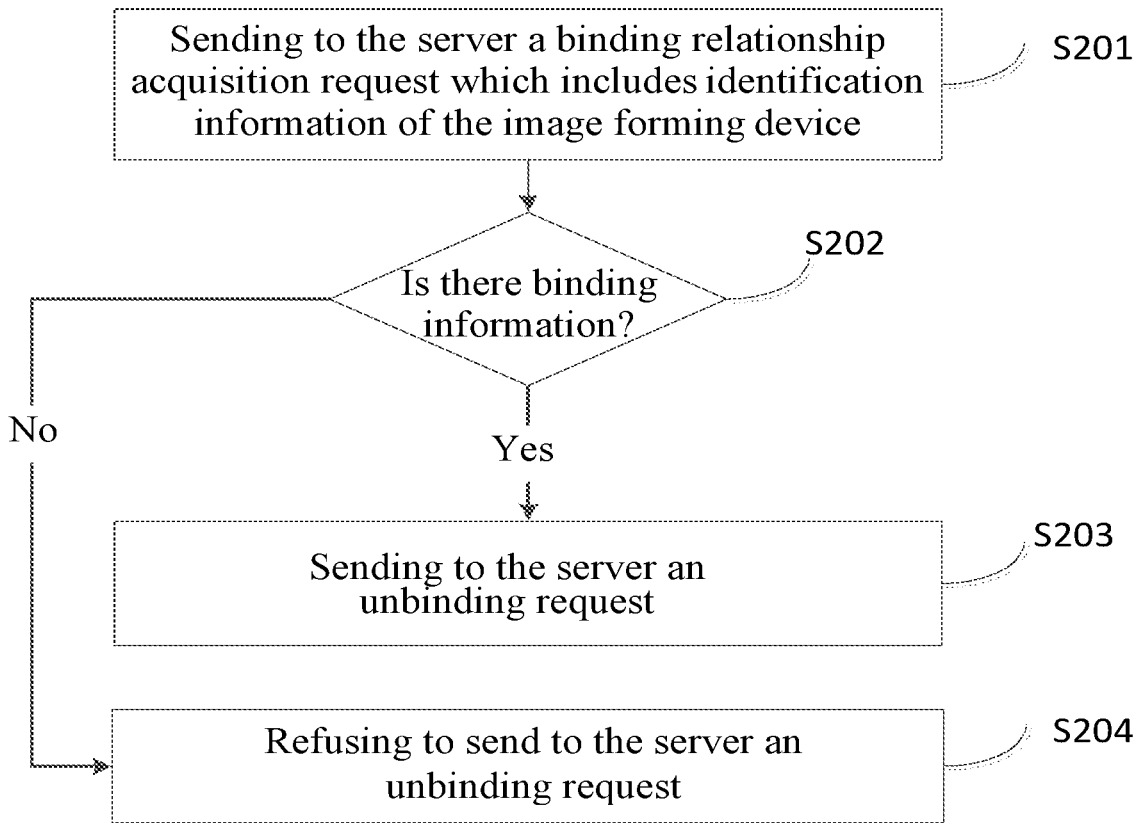 Sending to the server a binding relationship
acquisition request which includes identification
information of the image forming device
S201
Is there binding
information?
S202
No
Yes
Sending to the server an
unbinding request
S203
Refusing to send to the server an
unbinding request
S204